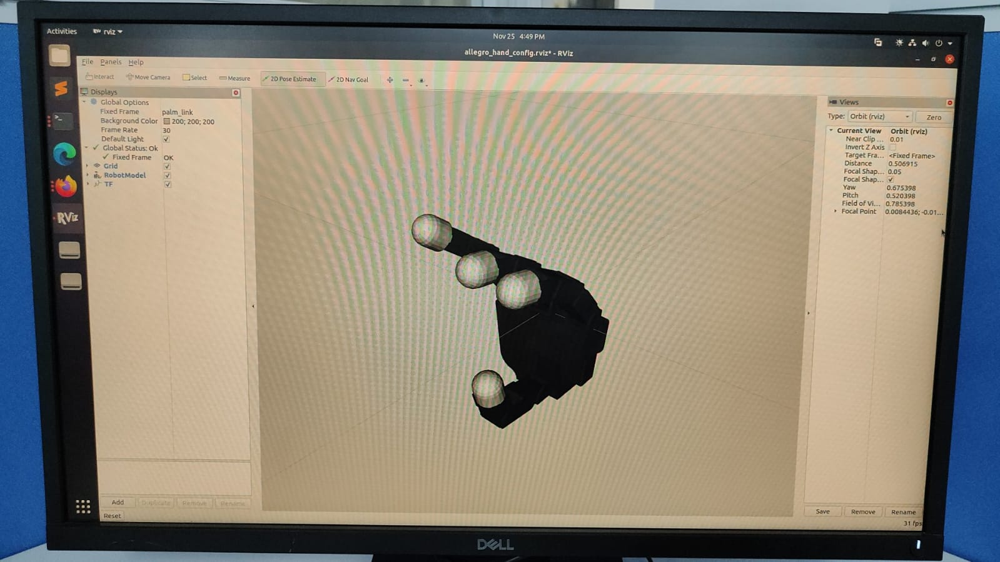 Activities rviz
Nov 25 4:49 PM
allegro_hand_config.rviz* - RViz
File Panels Help
Interact Move Camera Select Measure 2D Pose Estimate 2D Nav Goal
Displays
Global Options
Fixed Frame palm_link
Background Color 200; 200; 200
Frame Rate 30
Default Light
Global Status: Ok
Fixed Frame OK
Grid
RobotModel
TF
RViz
Add Duplicate Remove Rename
Reset
Views
Type: Orbit (rviz) Zero
Current View Orbit (rviz)
Near Clip ... 0.01
Invert Z Axis
Target Fra... <Fixed Frame>
Distance 0.506915
Focal Shap... 0.05
Focal Shap...
Yaw 0.675398
Pitch 0.520398
Field of Vi... 0.785398
Focal Point 0.0084436; -0.01...
Save Remove Rename
31 fps
DELL